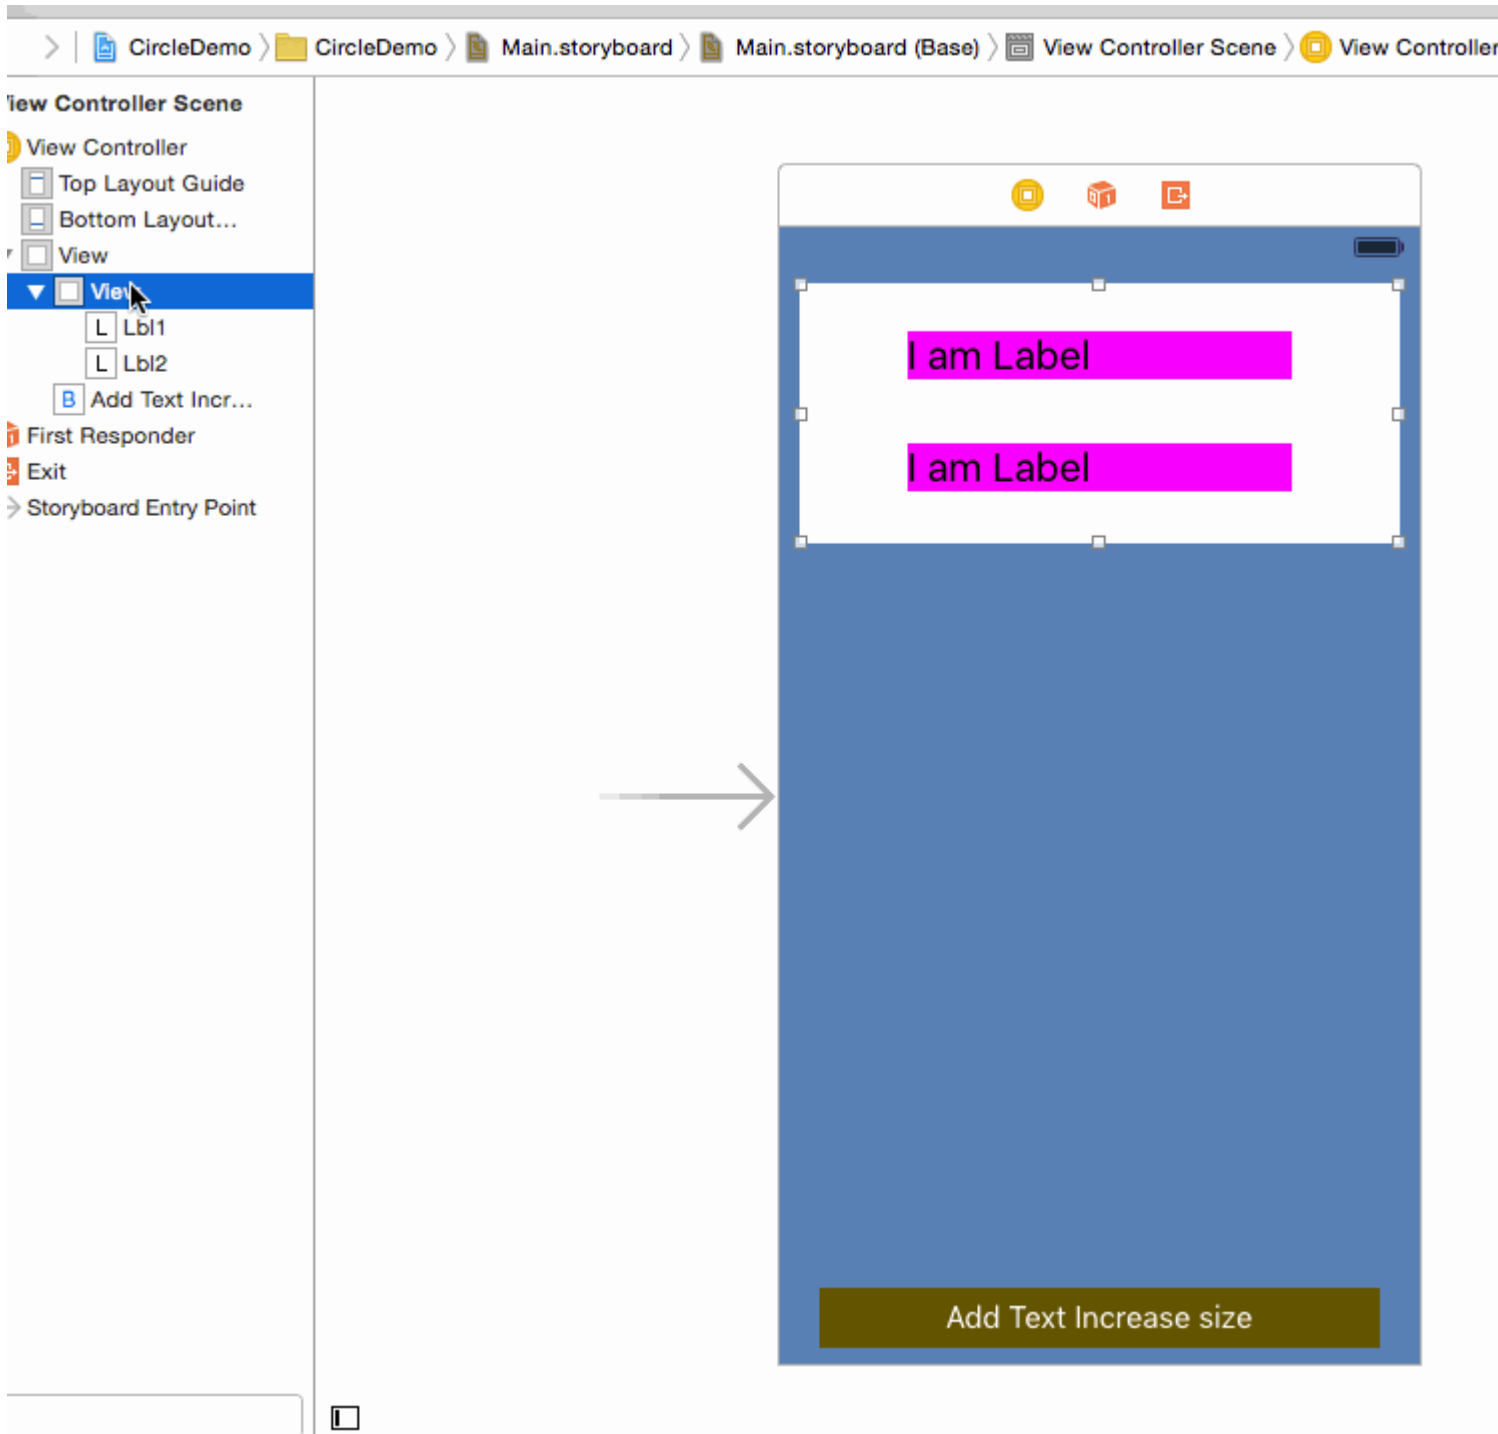 CircleDemo CircleDemo Main.storyboard Main.storyboard (Base) View Controller Scene View Controller
View Controller Scene
View Controller
Top Layout Guide
Bottom Layout...
View
View
L Lbl1
L Lbl2
B Add Text Incr...
First Responder
Exit
Storyboard Entry Point
I am Label
I am Label
Add Text Increase size